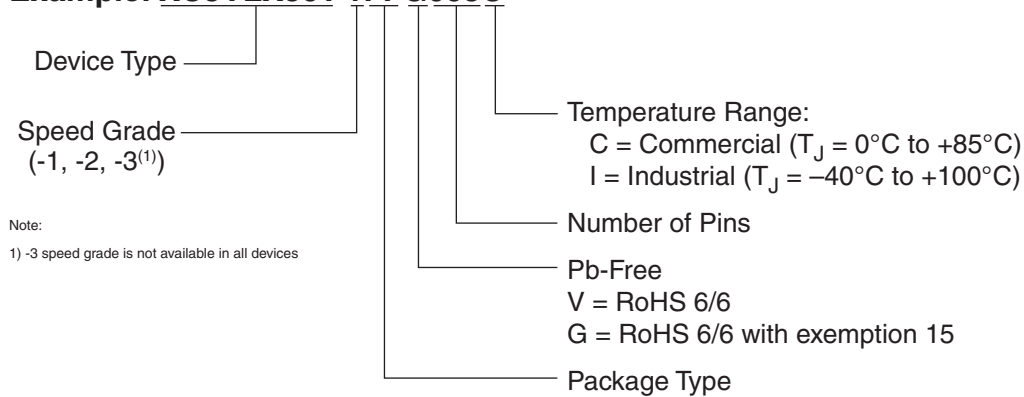 Device Type
Speed Grade
(-1, -2, -3(1))
Temperature Range:
C = Commercial (TJ = 0°C to +85°C)
I = Industrial (TJ = –40°C to +100°C)
Number of Pins
Note:
1) -3 speed grade is not available in all devices
Pb-Free
V = RoHS 6/6
G = RoHS 6/6 with exemption 15
Package Type